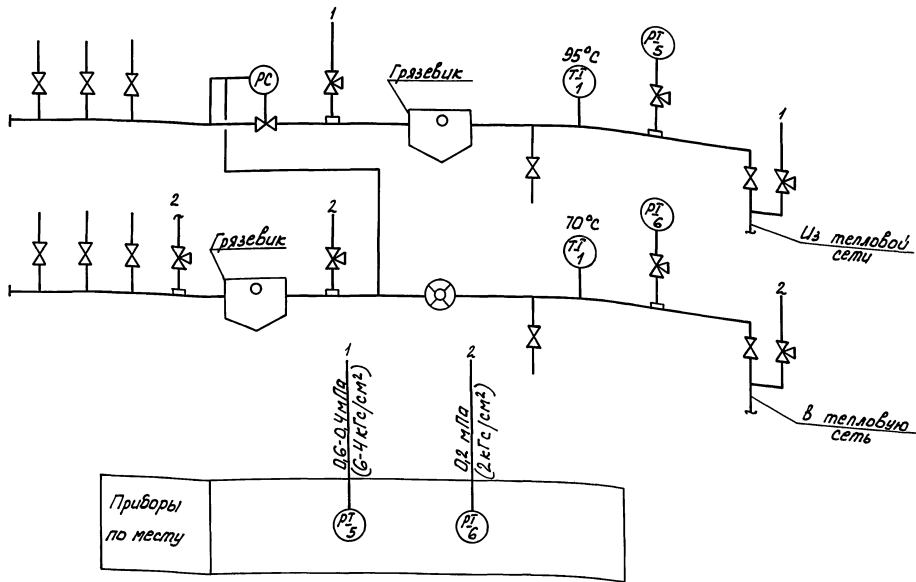 1
PC
Грязевик
95°C
TI
1
PI
5
1
Из тепловой
сети
2
Грязевик
2
70°C
TI
1
PI
6
2
В тепловую
сеть
1
0,6-0,4 мПа
(6-4 кГс/см²)
2
0,2 мПа
(2 кГс/см²)
Приборы
по месту
PI
5
PI
6